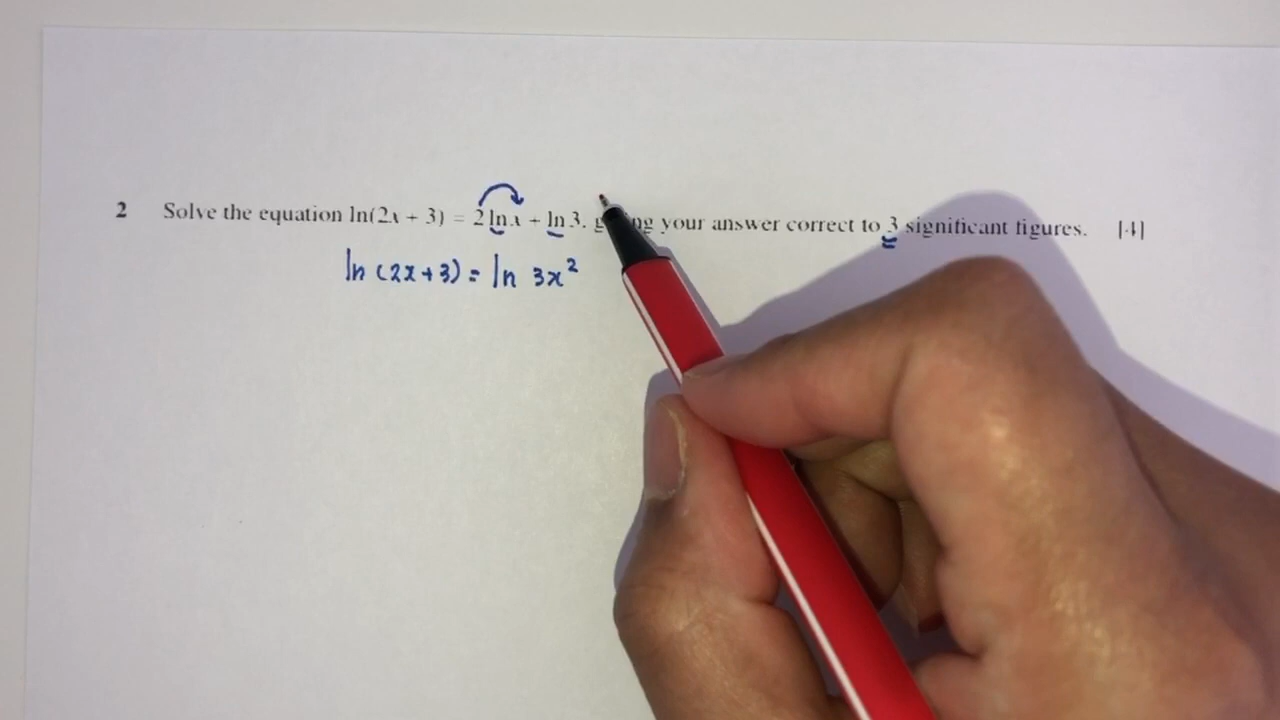 2 Solve the equation ln(2x + 3) = 2 ln x + ln 3, giving your answer correct to 3 significant figures. [4]
ln (2x+3) = ln 3x²